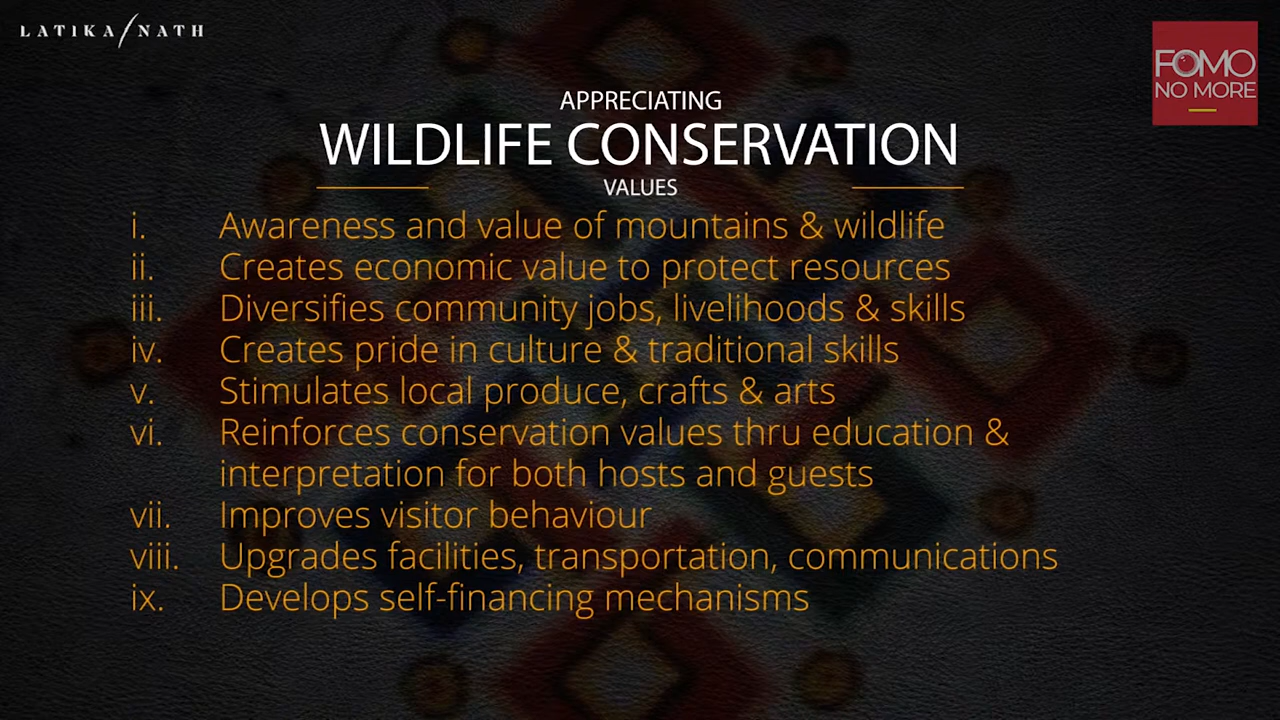 LATIKA/NATH
FOMO
NO MORE
APPRECIATING
WILDLIFE CONSERVATION
VALUES
i. Awareness and value of mountains & wildlife
ii. Creates economic value to protect resources
iii. Diversifies community jobs, livelihoods & skills
iv. Creates pride in culture & traditional skills
v. Stimulates local produce, crafts & arts
vi. Reinforces conservation values thru education &
interpretation for both hosts and guests
vii. Improves visitor behaviour
viii. Upgrades facilities, transportation, communications
ix. Develops self-financing mechanisms